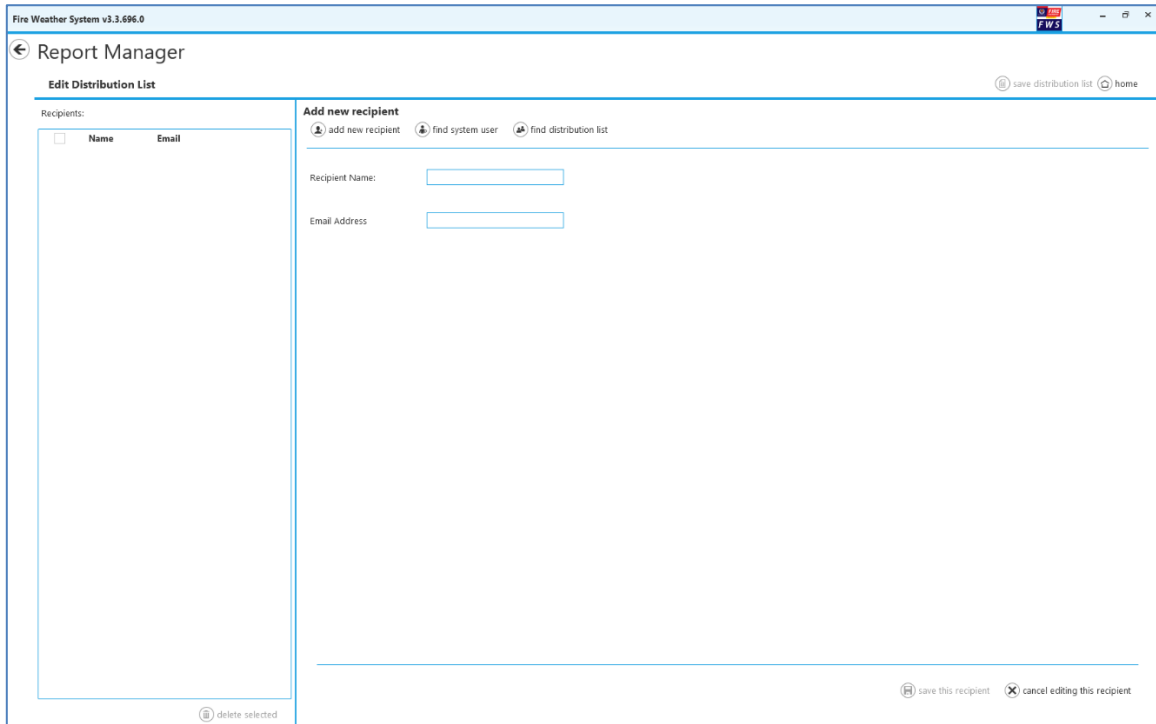 Fire Weather System v3.3.696.0
FIRE
FWS
Report Manager
Edit Distribution List
save distribution list home
Recipients:
Name Email
Add new recipient
add new recipient find system user find distribution list
Recipient Name:
Email Address
save this recipient cancel editing this recipient
delete selected